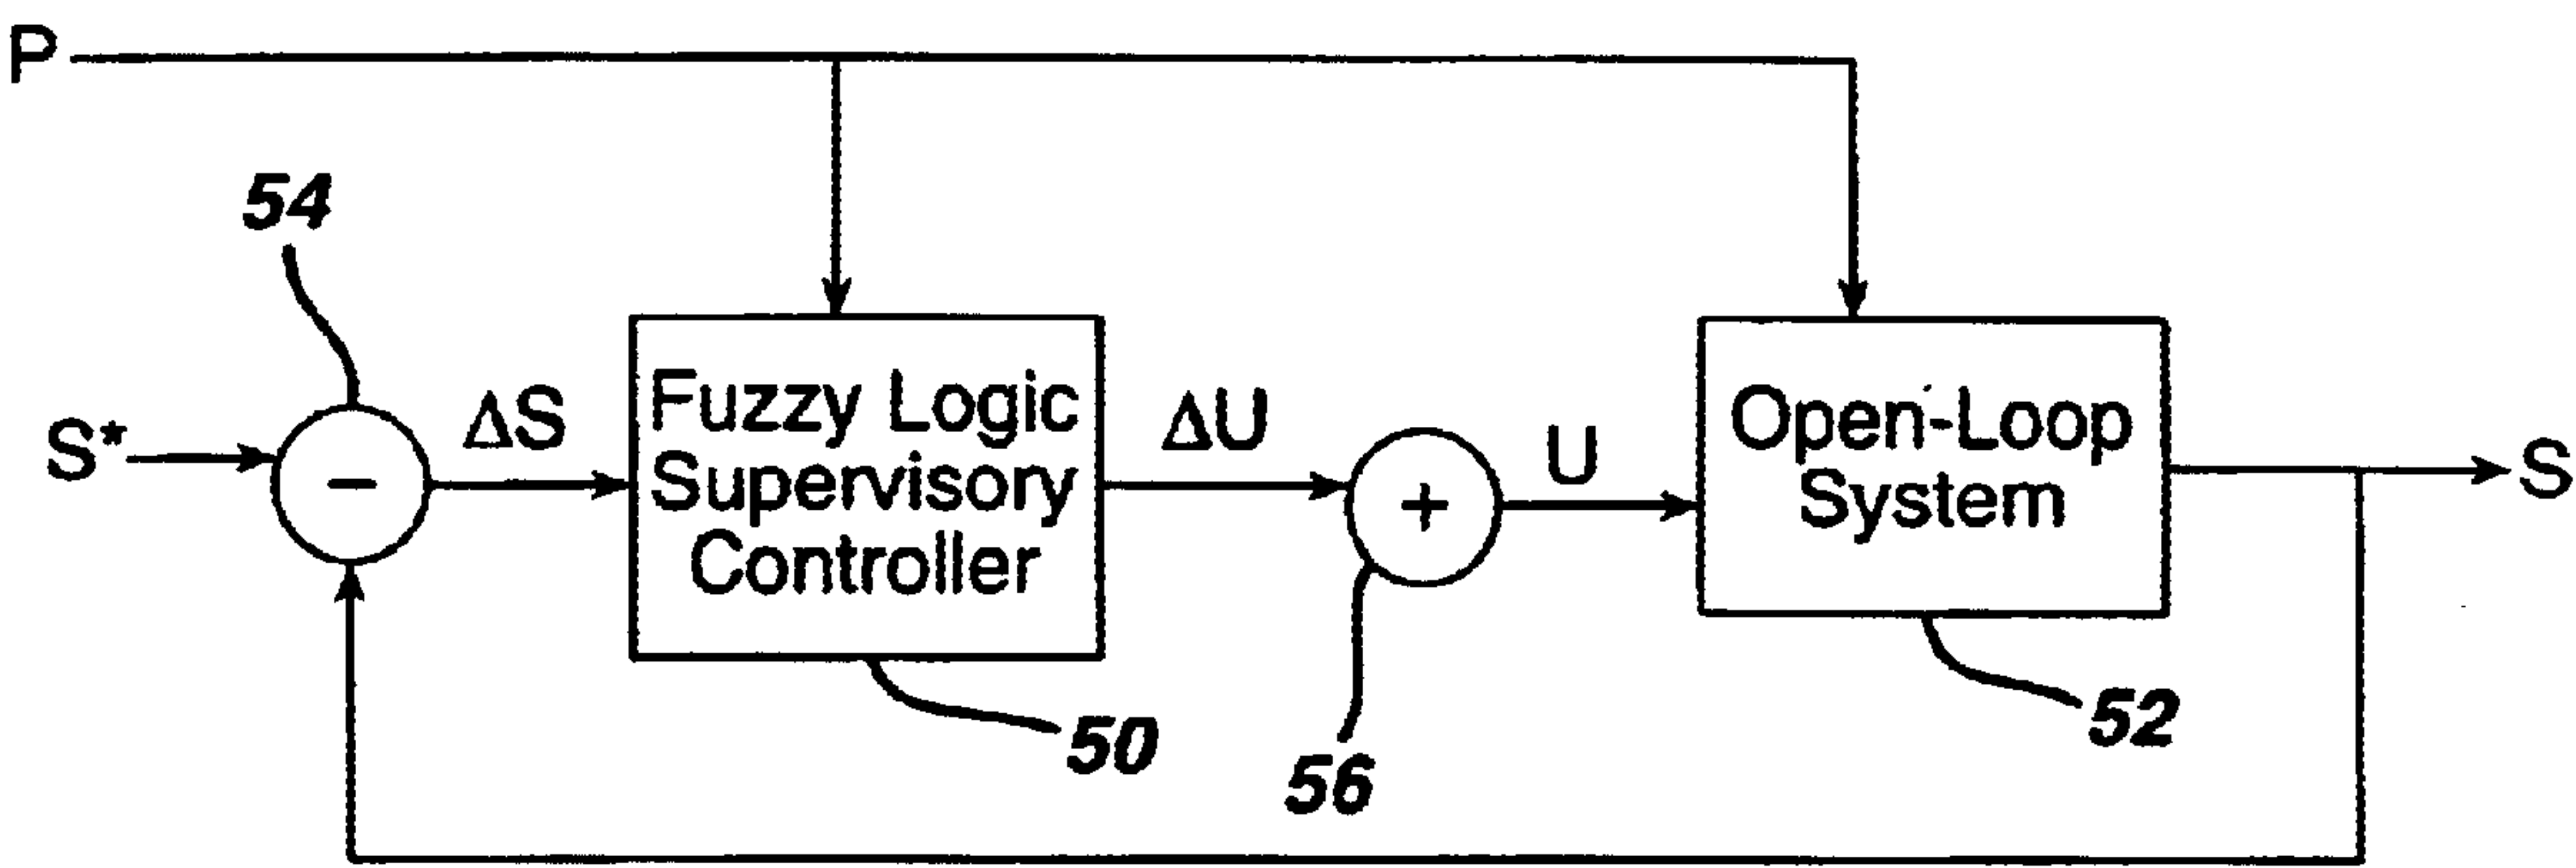 P
54
S*
−
ΔS
Fuzzy Logic
Supervisory
Controller
50
ΔU
+
56
U
Open-Loop
System
52
S